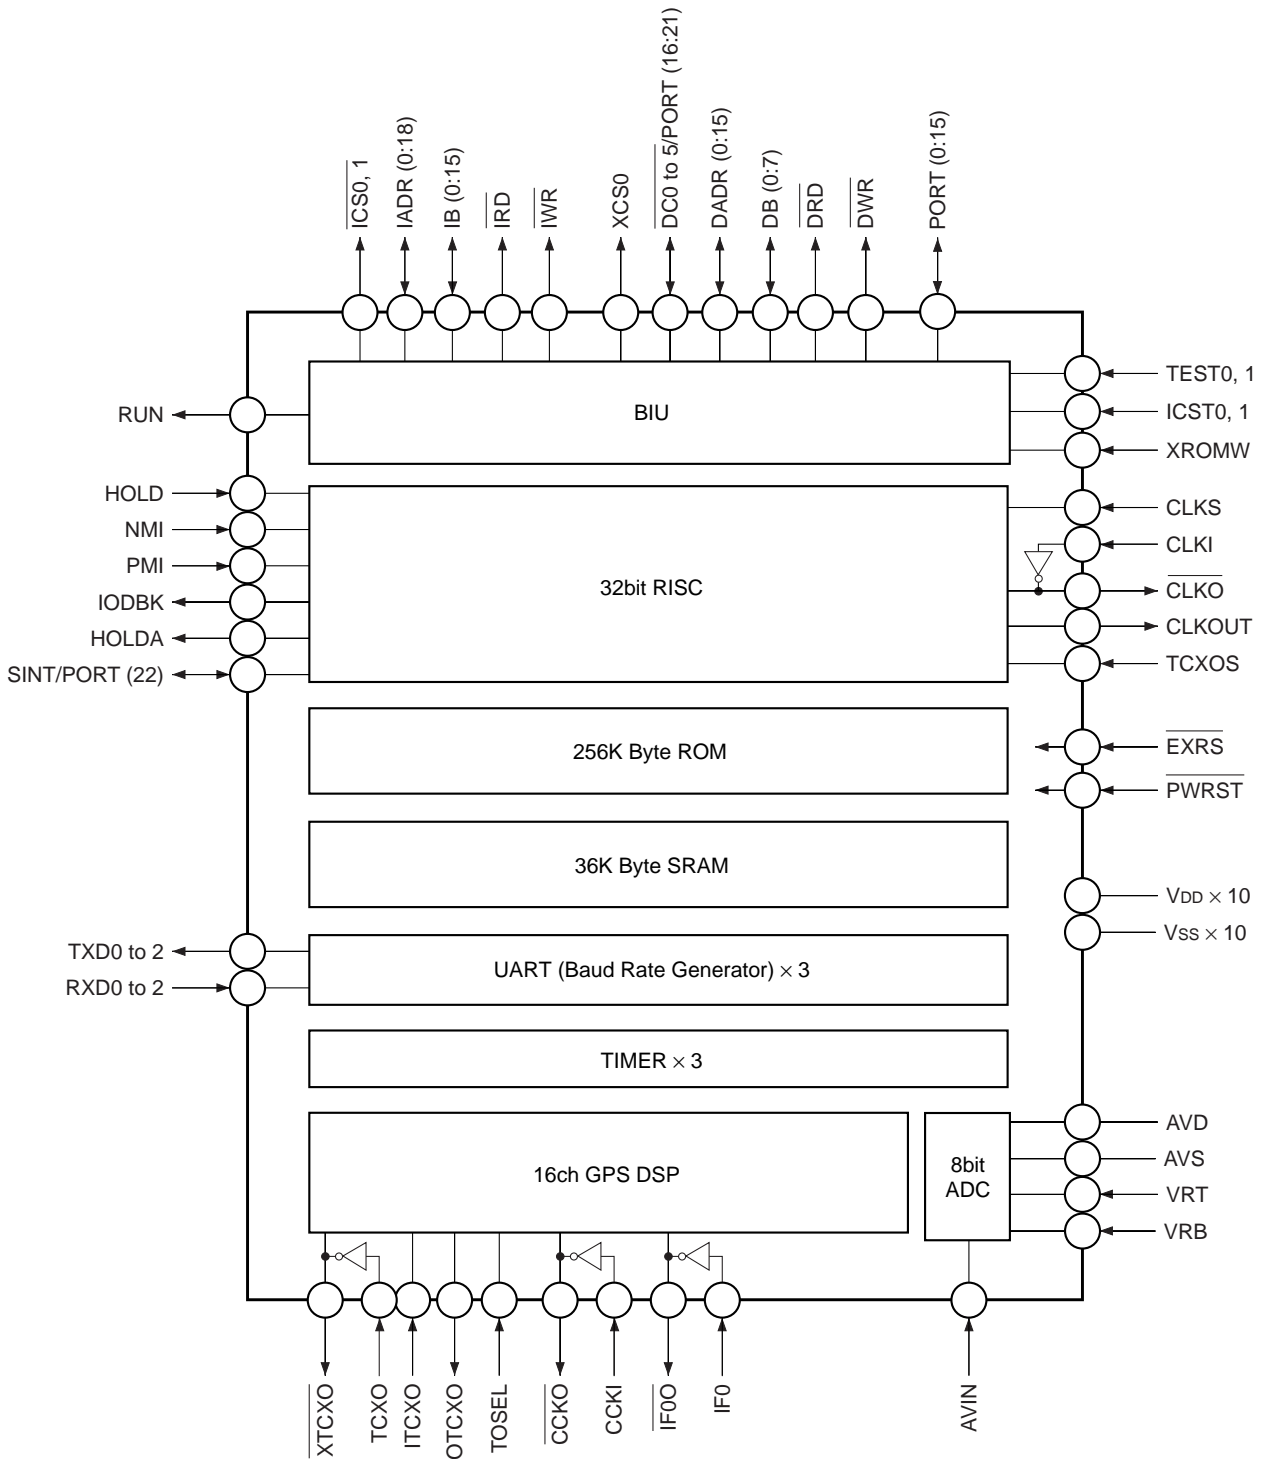 ICS0, 1
IADR (0:18)
IB (0:15)
IRD
IWR
XCS0
DC0 to 5/PORT (16:21)
DADR (0:15)
DB (0:7)
DRD
DWR
PORT (0:15)
RUN
BIU
TEST0, 1
ICST0, 1
XROMW
HOLD
NMI
PMI
IODBK
HOLDA
SINT/PORT (22)
32bit RISC
CLKS
CLKI
CLKO
CLKOUT
TCXOS
256K Byte ROM
EXRS
PWRST
36K Byte SRAM
VDD × 10
VSS × 10
TXD0 to 2
RXD0 to 2
UART (Baud Rate Generator) × 3
TIMER × 3
16ch GPS DSP
8bit
ADC
AVD
AVS
VRT
VRB
XTCXO
TCXO
ITCXO
OTCXO
TOSEL
CCKO
CCKI
IF0O
IF0
AVIN